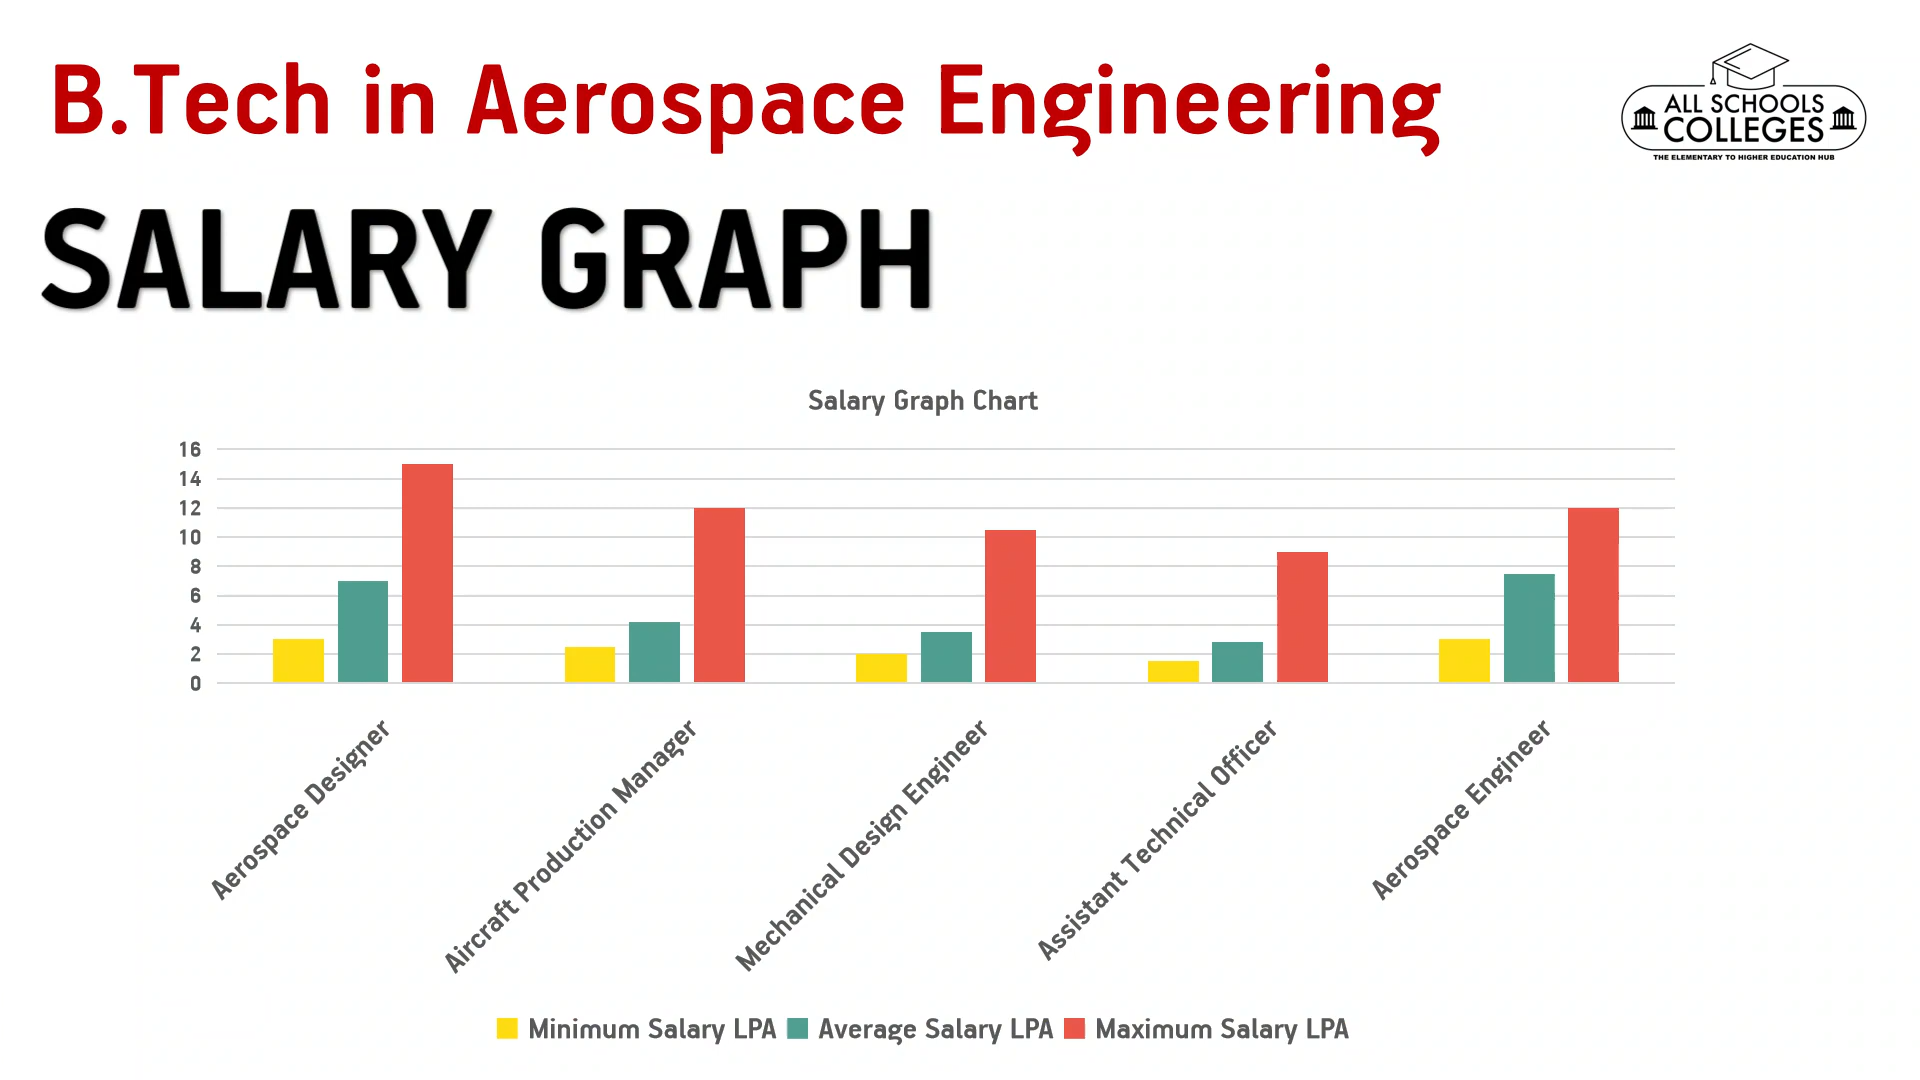 B.Tech in Aerospace Engineering
ALL SCHOOLS
COLLEGES
THE ELEMENTARY TO HIGHER EDUCATION HUB
SALARY GRAPH
Salary Graph Chart
16
14
12
10
8
6
4
2
0
Aerospace Designer
Aircraft Production Manager
Mechanical Design Engineer
Assistant Technical Officer
Aerospace Engineer
Minimum Salary LPA Average Salary LPA Maximum Salary LPA